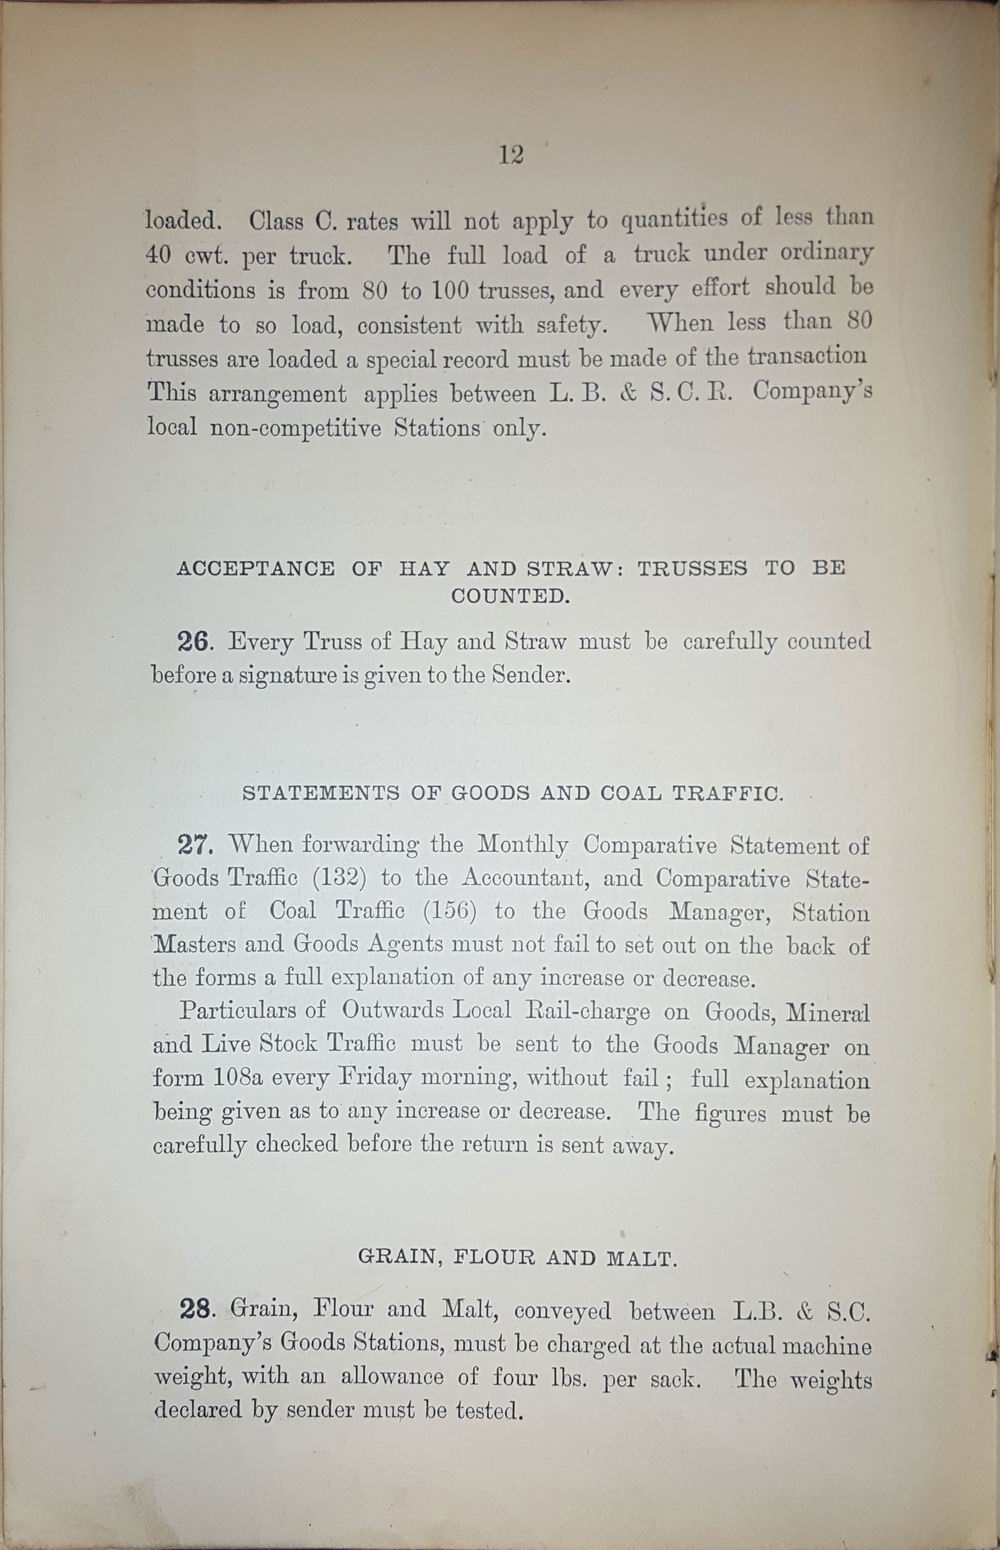 12
loaded. Class C. rates will not apply to quantities of less than
40 cwt. per truck. The full load of a truck under ordinary
conditions is from 80 to 100 trusses, and every effort should be
made to so load, consistent with safety. When less than 80
trusses are loaded a special record must be made of the transaction
This arrangement applies between L. B. & S. C. R. Company's
local non-competitive Stations only.
ACCEPTANCE OF HAY AND STRAW: TRUSSES TO BE
COUNTED.
26. Every Truss of Hay and Straw must be carefully counted
before a signature is given to the Sender.
STATEMENTS OF GOODS AND COAL TRAFFIC.
27. When forwarding the Monthly Comparative Statement of
Goods Traffic (132) to the Accountant, and Comparative State-
ment of Coal Traffic (156) to the Goods Manager, Station
Masters and Goods Agents must not fail to set out on the back of
the forms a full explanation of any increase or decrease.
Particulars of Outwards Local Rail-charge on Goods, Mineral
and Live Stock Traffic must be sent to the Goods Manager on
form 108a every Friday morning, without fail ; full explanation
being given as to any increase or decrease. The figures must be
carefully checked before the return is sent away.
GRAIN, FLOUR AND MALT.
28. Grain, Flour and Malt, conveyed between L.B. & S.C.
Company's Goods Stations, must be charged at the actual machine
weight, with an allowance of four lbs. per sack. The weights
declared by sender must be tested.